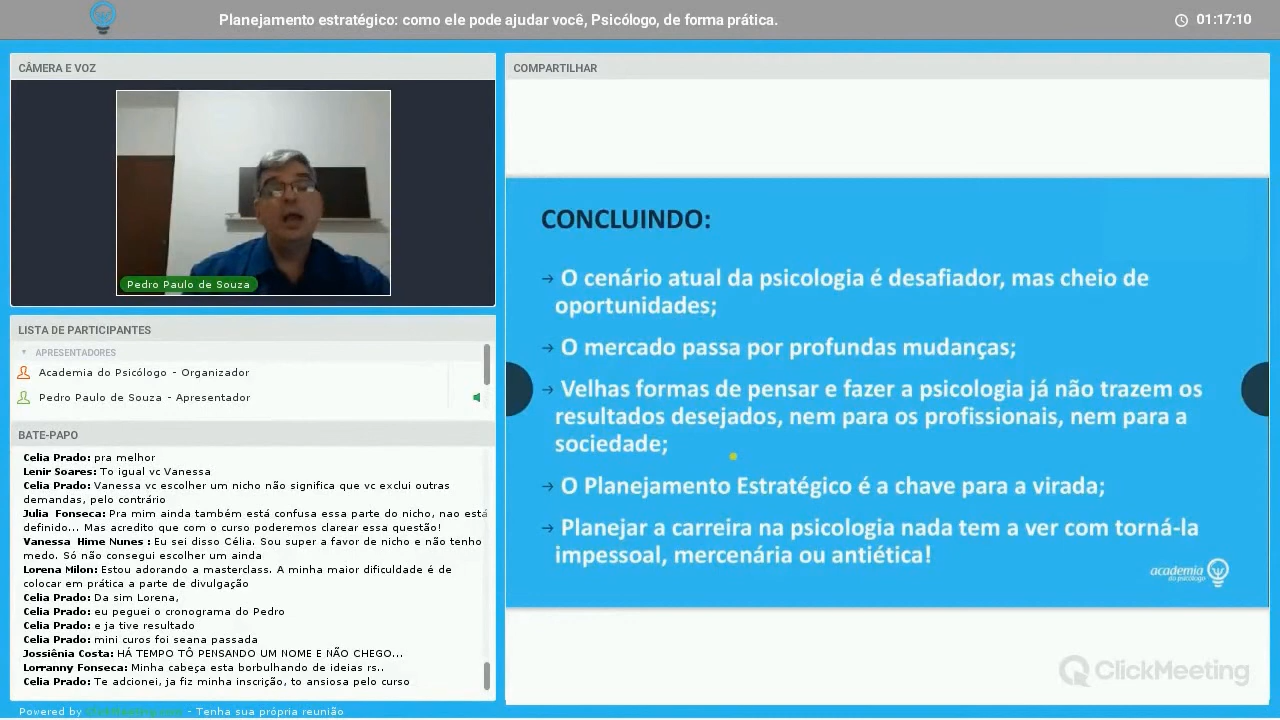 Planejamento estratégico: como ele pode ajudar você, Psicólogo, de forma prática.
01:17:10
CÂMERA E VOZ
Pedro Paulo de Souza
LISTA DE PARTICIPANTES
APRESENTADORES
Academia do Psicólogo - Organizador
Pedro Paulo de Souza - Apresentador
BATE-PAPO
Celia Prado: pra melhor
Lenir Soares: To igual vc Vanessa
Celia Prado: Vanessa vc escolher um nicho não significa que vc exclui outras
demandas, pelo contrário
Julia Fonseca: Pra mim ainda também está confusa essa parte do nicho, nao está
definido... Mas acredito que com o curso poderemos clarear essa questão!
Vanessa Hime Nunes : Eu sei disso Célia. Sou super a favor de nicho e não tenho
medo. Só não consegui escolher um ainda
Lorena Milon: Estou adorando a masterclass. A minha maior dificuldade é de
colocar em prática a parte de divulgação
Celia Prado: Da sim Lorena,
Celia Prado: eu peguei o cronograma do Pedro
Celia Prado: e ja tive resultado
Celia Prado: mini curos foi seana passada
Jossiênia Costa: HÁ TEMPO TÔ PENSANDO UM NOME E NÃO CHEGO...
Lorranny Fonseca: Minha cabeça esta borbulhando de ideias rs..
Celia Prado: Te adcionei, ja fiz minha inscrição, to ansiosa pelo curso
Powered by ClickMeeting.com - Tenha sua própria reunião
COMPARTILHAR
CONCLUINDO:
→ O cenário atual da psicologia é desafiador, mas cheio de
oportunidades;
→ O mercado passa por profundas mudanças;
→ Velhas formas de pensar e fazer a psicologia já não trazem os
resultados desejados, nem para os profissionais, nem para a
sociedade;
→ O Planejamento Estratégico é a chave para a virada;
→ Planejar a carreira na psicologia nada tem a ver com torná-la
impessoal, mercenária ou antiética!
academia
do psicólogo
ClickMeeting